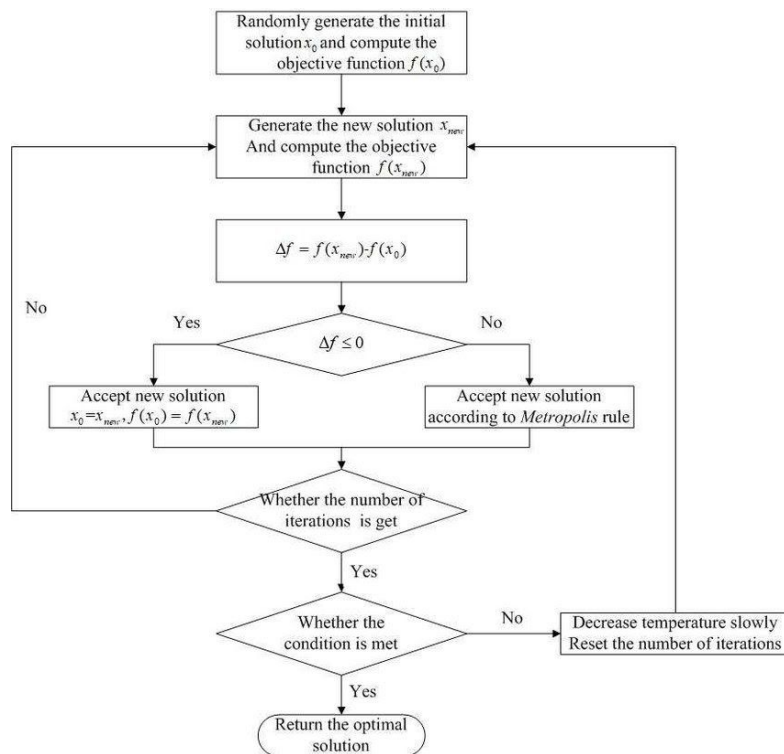 Randomly generate the initial
solution x₀ and compute the
objective function f(x₀)
Generate the new solution xₙₑw
And compute the objective
function f(xₙₑw)
Δf = f(xₙₑw)-f(x₀)
No
Yes
No
Δf ≤ 0
Accept new solution
x₀=xₙₑw, f(x₀) = f(xₙₑw)
Accept new solution
according to Metropolis rule
Whether the number of
iterations is get
Yes
Whether the
condition is met
No
Decrease temperature slowly
Reset the number of iterations
Yes
Return the optimal
solution